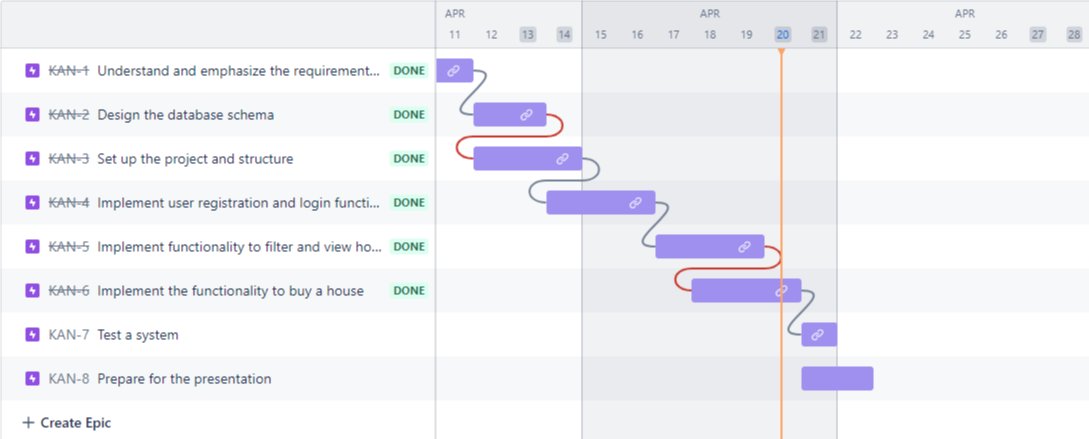 APR APR APR
11 12 13 14 15 16 17 18 19 20 21 22 23 24 25 26 27 28
KAN-1 Understand and emphasize the requirement... DONE
KAN-2 Design the database schema DONE
KAN-3 Set up the project and structure DONE
KAN-4 Implement user registration and login functi... DONE
KAN-5 Implement functionality to filter and view ho... DONE
KAN-6 Implement the functionality to buy a house DONE
KAN-7 Test a system
KAN-8 Prepare for the presentation
+ Create Epic